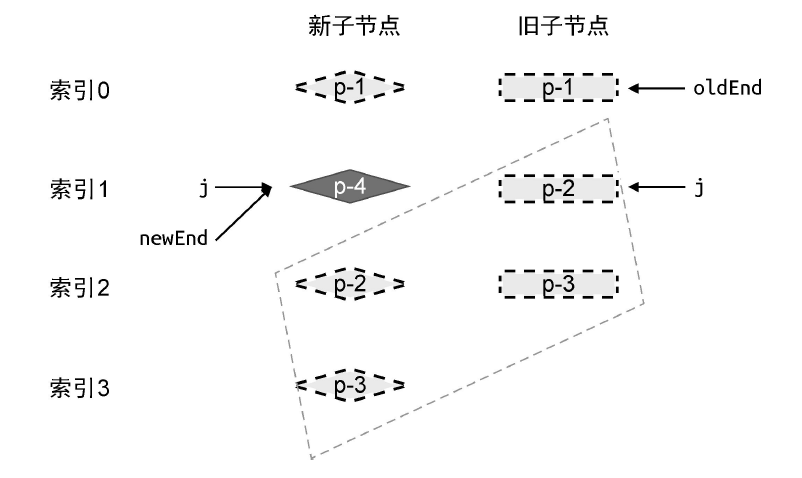 新子节点 旧子节点
索引0 p-1 p-1 oldEnd
索引1 j p-4 p-2 j
newEnd
索引2 p-2 p-3
索引3 p-3